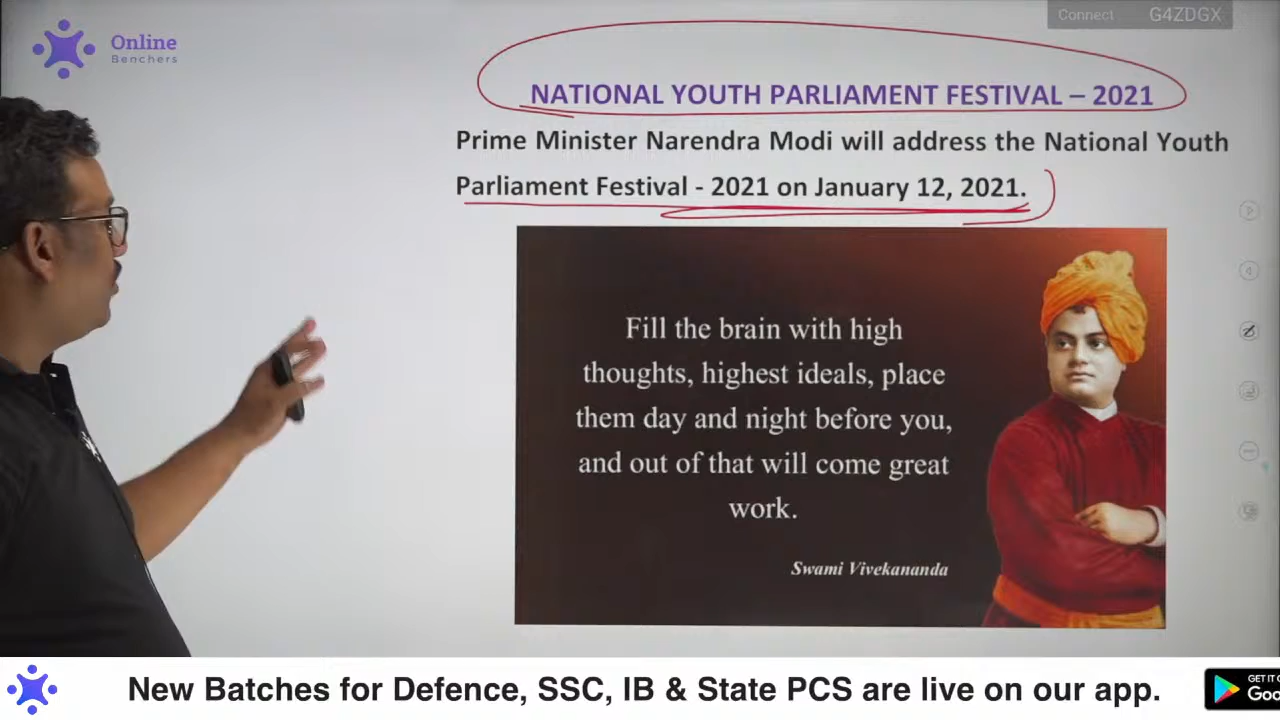 Online
Benchers
Connect G4ZDGX
NATIONAL YOUTH PARLIAMENT FESTIVAL – 2021
Prime Minister Narendra Modi will address the National Youth
Parliament Festival - 2021 on January 12, 2021.
Fill the brain with high
thoughts, highest ideals, place
them day and night before you,
and out of that will come great
work.
Swami Vivekananda
New Batches for Defence, SSC, IB & State PCS are live on our app.
GET IT